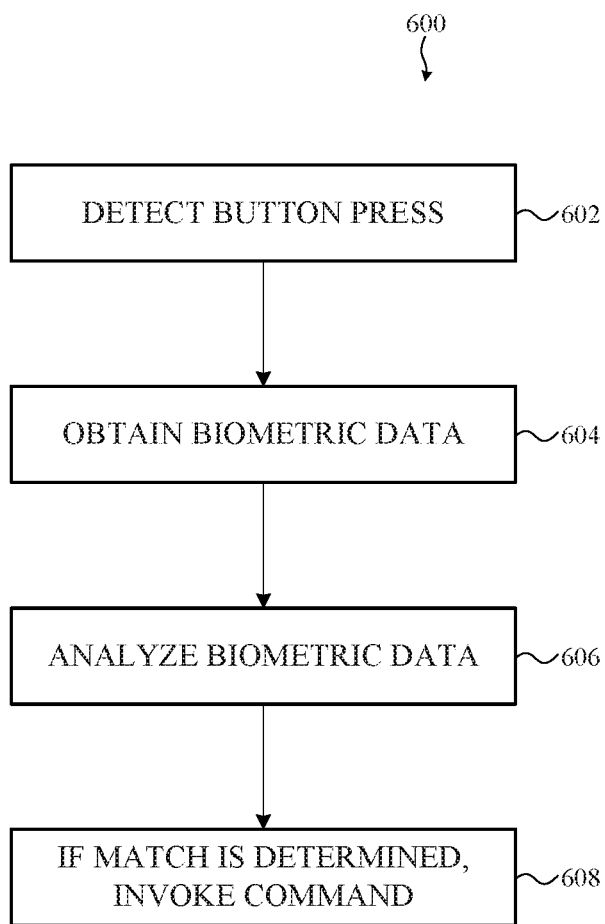 600
DETECT BUTTON PRESS
602
OBTAIN BIOMETRIC DATA
604
ANALYZE BIOMETRIC DATA
606
IF MATCH IS DETERMINED,
INVOKE COMMAND
608